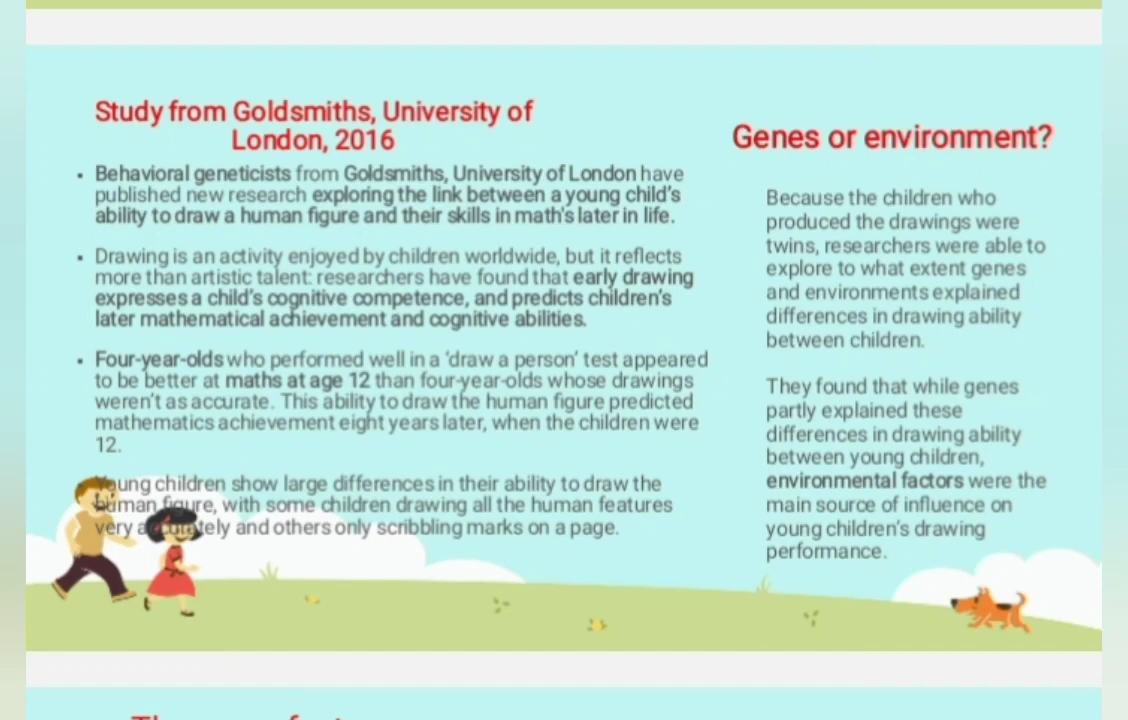 Study from Goldsmiths, University of
London, 2016
• Behavioral geneticists from Goldsmiths, University of London have
published new research exploring the link between a young child's
ability to draw a human figure and their skills in math's later in life.
• Drawing is an activity enjoyed by children worldwide, but it reflects
more than artistic talent: researchers have found that early drawing
expresses a child's cognitive competence, and predicts children's
later mathematical achievement and cognitive abilities.
• Four-year-olds who performed well in a 'draw a person' test appeared
to be better at maths at age 12 than four-year-olds whose drawings
weren't as accurate. This ability to draw the human figure predicted
mathematics achievement eight years later, when the children were
12.
Young children show large differences in their ability to draw the
human figure, with some children drawing all the human features
very accurately and others only scribbling marks on a page.
Genes or environment?
Because the children who
produced the drawings were
twins, researchers were able to
explore to what extent genes
and environments explained
differences in drawing ability
between children.
They found that while genes
partly explained these
differences in drawing ability
between young children,
environmental factors were the
main source of influence on
young children's drawing
performance.